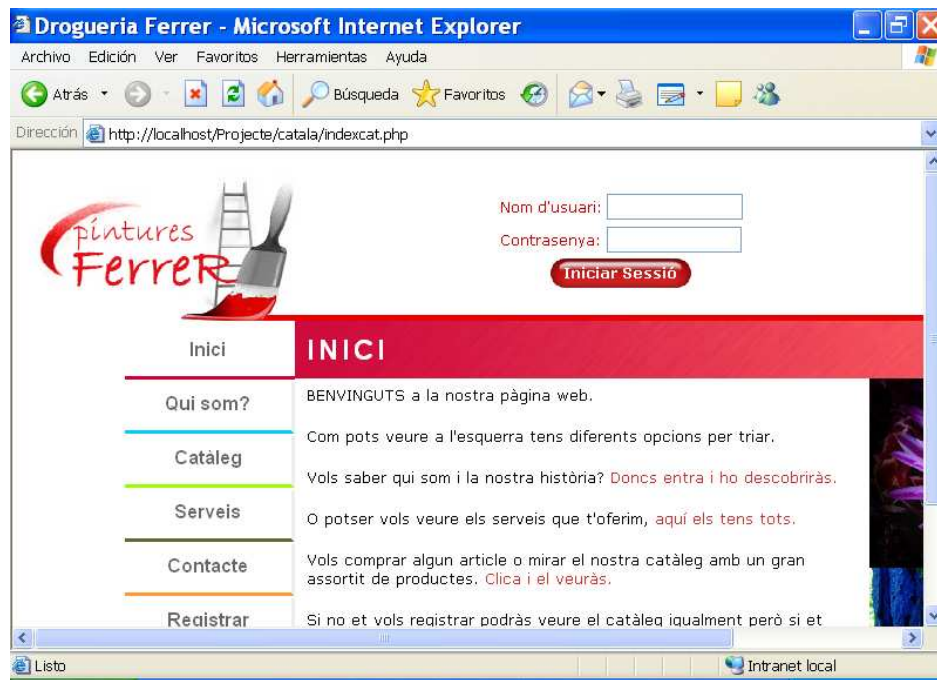 Drogueria Ferrer - Microsoft Internet Explorer
Archivo Edición Ver Favoritos Herramientas Ayuda
Atrás Búsqueda Favoritos
Dirección http://localhost/Projecte/catala/indexcat.php
pintures
FerreR
Nom d'usuari:
Contrasenya:
Iniciar Sessió
Inici
Qui som?
Catàleg
Serveis
Contacte
Registrar
INICI
BENVINGUTS a la nostra pàgina web.
Com pots veure a l'esquerra tens diferents opcions per triar.
Vols saber qui som i la nostra història? Doncs entra i ho descobriràs.
O potser vols veure els serveis que t'oferim, aquí els tens tots.
Vols comprar algun article o mirar el nostra catàleg amb un gran
assortit de productes. Clica i el veuràs.
Si no et vols registrar podràs veure el catàleg igualment però si et
Listo
Intranet local